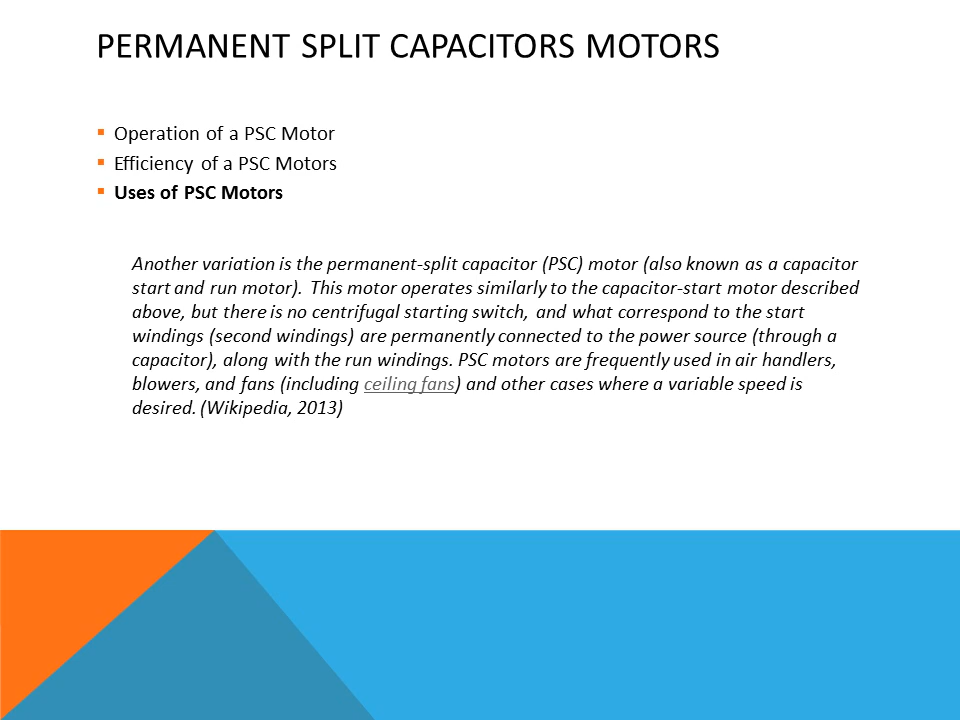 PERMANENT SPLIT CAPACITORS MOTORS
Operation of a PSC Motor
Efficiency of a PSC Motors
Uses of PSC Motors
Another variation is the permanent-split capacitor (PSC) motor (also known as a capacitor
start and run motor). This motor operates similarly to the capacitor-start motor described
above, but there is no centrifugal starting switch, and what correspond to the start
windings (second windings) are permanently connected to the power source (through a
capacitor), along with the run windings. PSC motors are frequently used in air handlers,
blowers, and fans (including ceiling fans) and other cases where a variable speed is
desired. (Wikipedia, 2013)